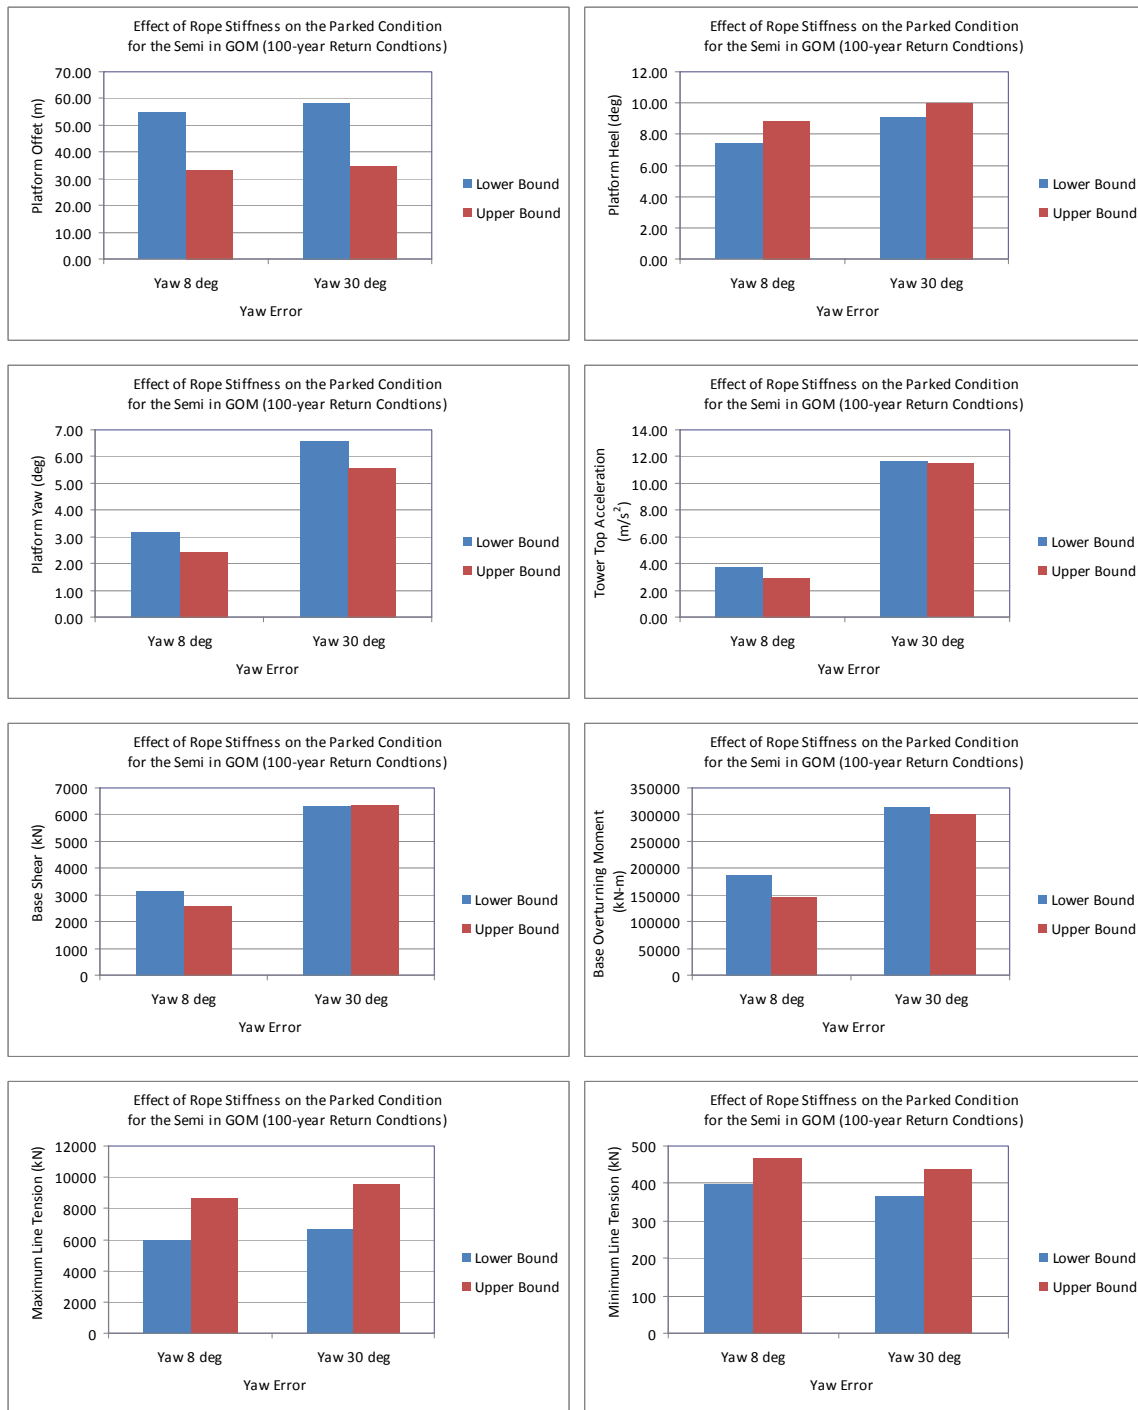 Effect of Rope Stiffness on the Parked Condition
for the Semi in GOM (100-year Return Condtions)
70.00
60.00
50.00
40.00
30.00
20.00
10.00
0.00
Platform Offet (m)
Yaw 8 deg
Yaw 30 deg
Yaw Error
Lower Bound
Upper Bound
Effect of Rope Stiffness on the Parked Condition
for the Semi in GOM (100-year Return Condtions)
12.00
10.00
8.00
6.00
4.00
2.00
0.00
Platform Heel (deg)
Yaw 8 deg
Yaw 30 deg
Yaw Error
Lower Bound
Upper Bound
Effect of Rope Stiffness on the Parked Condition
for the Semi in GOM (100-year Return Condtions)
7.00
6.00
5.00
4.00
3.00
2.00
1.00
0.00
Platform Yaw (deg)
Yaw 8 deg
Yaw 30 deg
Yaw Error
Lower Bound
Upper Bound
Effect of Rope Stiffness on the Parked Condition
for the Semi in GOM (100-year Return Condtions)
14.00
12.00
10.00
8.00
6.00
4.00
2.00
0.00
Tower Top Acceleration
(m/s²)
Yaw 8 deg
Yaw 30 deg
Yaw Error
Lower Bound
Upper Bound
Effect of Rope Stiffness on the Parked Condition
for the Semi in GOM (100-year Return Condtions)
7000
6000
5000
4000
3000
2000
1000
0
Base Shear (kN)
Yaw 8 deg
Yaw 30 deg
Yaw Error
Lower Bound
Upper Bound
Effect of Rope Stiffness on the Parked Condition
for the Semi in GOM (100-year Return Condtions)
350000
300000
250000
200000
150000
100000
50000
0
Base Overturning Moment
(kN-m)
Yaw 8 deg
Yaw 30 deg
Yaw Error
Lower Bound
Upper Bound
Effect of Rope Stiffness on the Parked Condition
for the Semi in GOM (100-year Return Condtions)
12000
10000
8000
6000
4000
2000
0
Maximum Line Tension (kN)
Yaw 8 deg
Yaw 30 deg
Yaw Error
Lower Bound
Upper Bound
Effect of Rope Stiffness on the Parked Condition
for the Semi in GOM (100-year Return Condtions)
500
400
300
200
100
0
Minimum Line Tension (kN)
Yaw 8 deg
Yaw 30 deg
Yaw Error
Lower Bound
Upper Bound